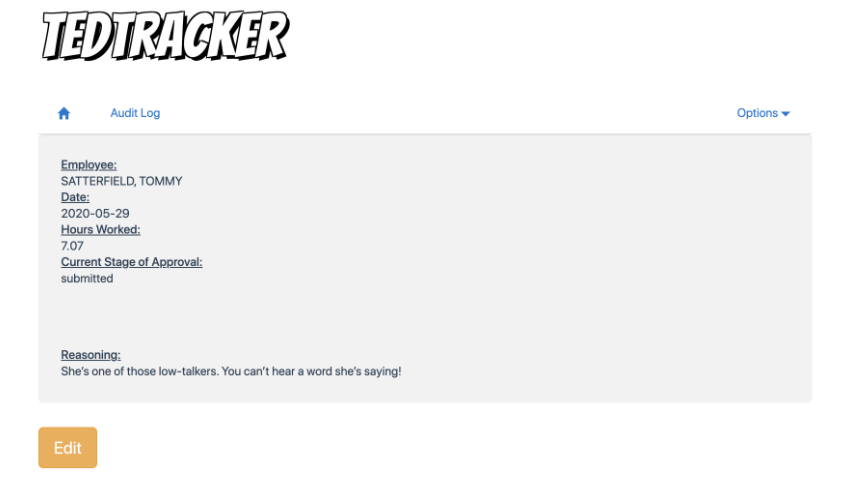 TEDTRACKER
Audit Log
Options
Employee:
SATTERFIELD, TOMMY
Date:
2020-05-29
Hours Worked:
7.07
Current Stage of Approval:
submitted
Reasoning:
She's one of those low-talkers. You can't hear a word she's saying!
Edit